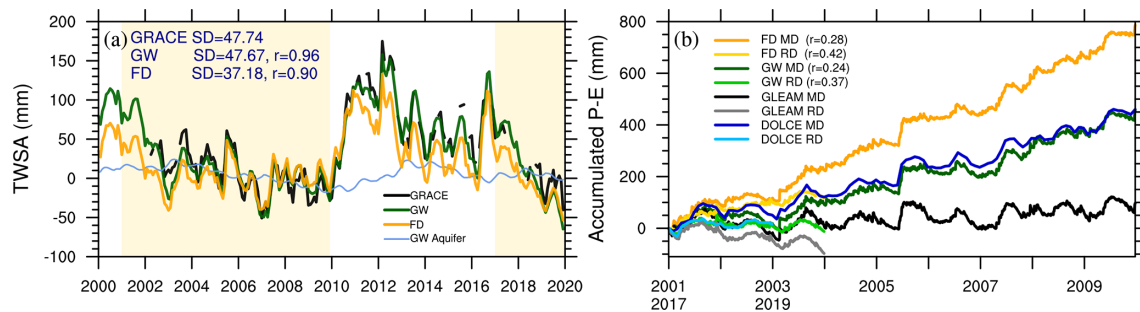 (a)
GRACE SD=47.74
GW SD=47.67, r=0.96
FD SD=37.18, r=0.90
TWSA (mm)
200
150
100
50
0
-50
-100
GRACE
GW
FD
GW Aquifer
2000 2002 2004 2006 2008 2010 2012 2014 2016 2018 2020
(b)
FD MD (r=0.28)
FD RD (r=0.42)
GW MD (r=0.24)
GW RD (r=0.37)
GLEAM MD
GLEAM RD
DOLCE MD
DOLCE RD
Accumulated P-E (mm)
800
600
400
200
0
2001 2003 2005 2007 2009
2017 2019